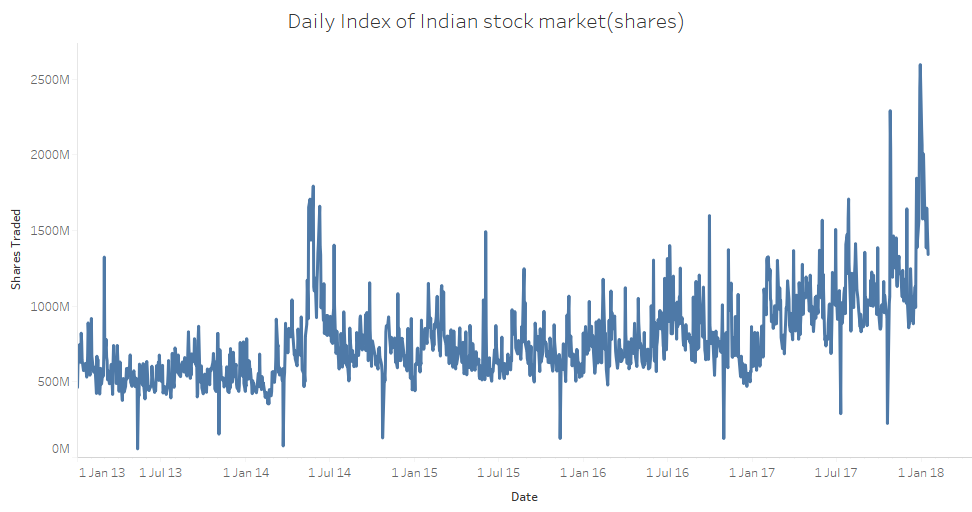 Daily Index of Indian stock market(shares)
2500M
2000M
1500M
1000M
500M
0M
Shares Traded
1 Jan 13 1 Jul 13 1 Jan 14 1 Jul 14 1 Jan 15 1 Jul 15 1 Jan 16 1 Jul 16 1 Jan 17 1 Jul 17 1 Jan 18
Date